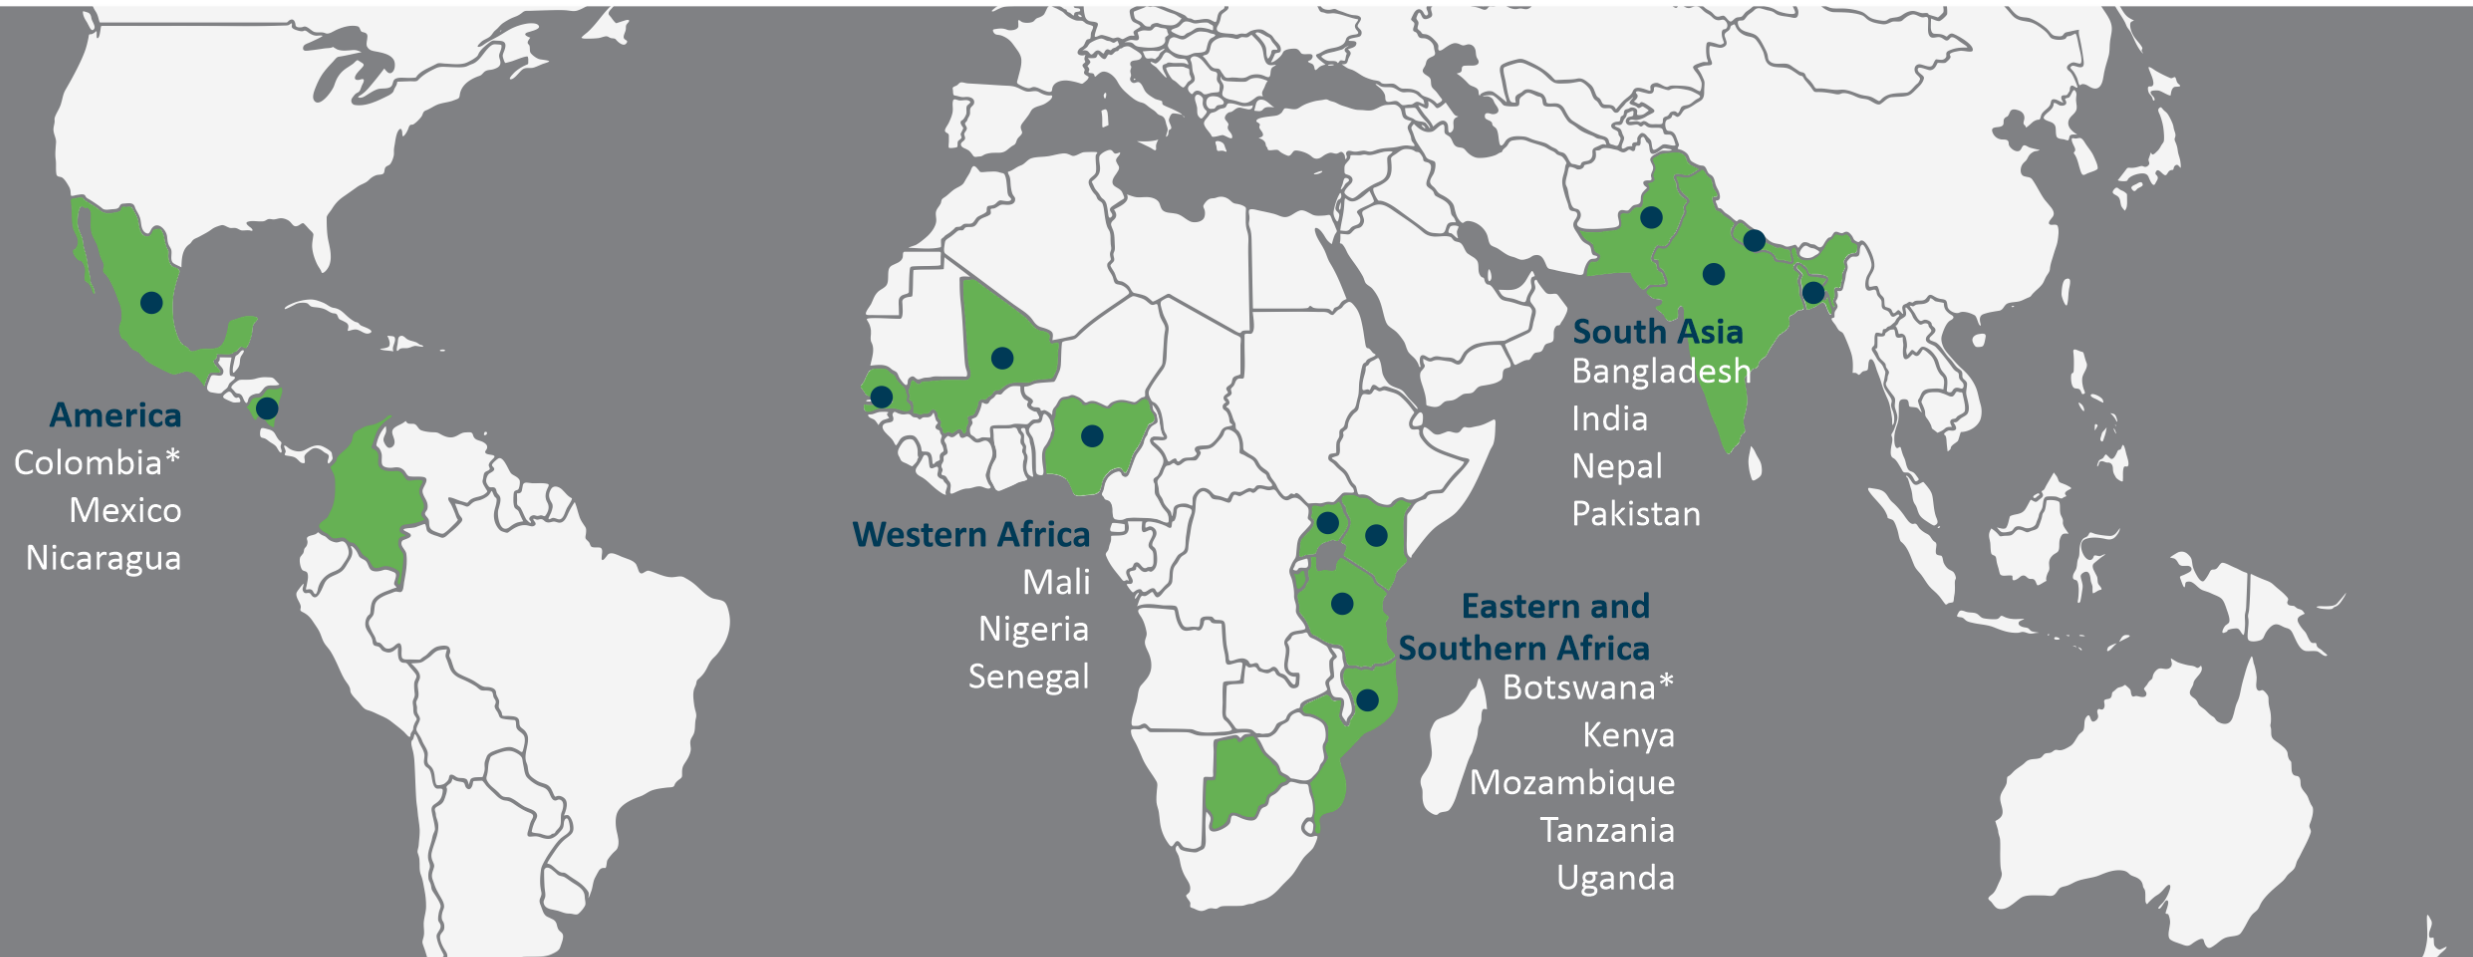 America
Colombia*
Mexico
Nicaragua
Western Africa
Mali
Nigeria
Senegal
South Asia
Bangladesh
India
Nepal
Pakistan
Eastern and
Southern Africa
Botswana*
Kenya
Mozambique
Tanzania
Uganda